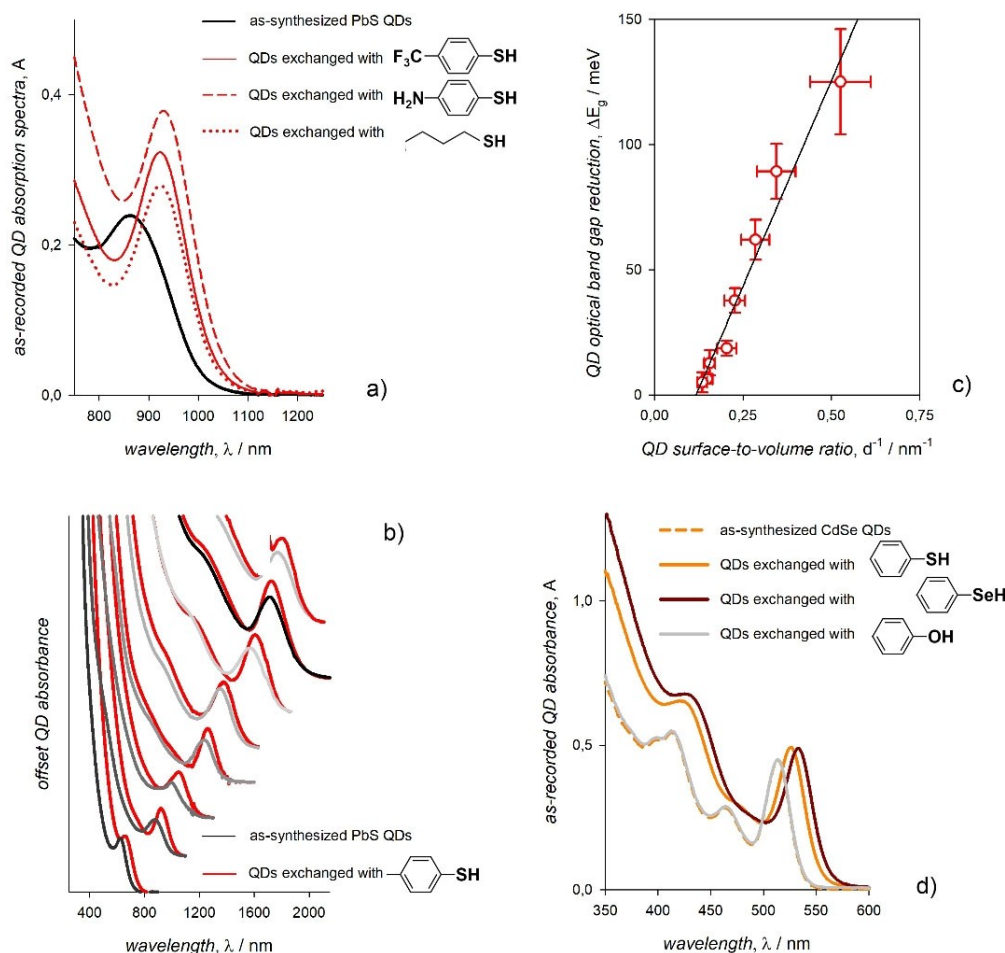 as-synthesized PbS QDs
QDs exchanged with F₃C SH
QDs exchanged with H₂N SH
QDs exchanged with SH
as-recorded QD absorption spectra, A
0,4
0,2
0,0
800 900 1000 1100 1200
wavelength, λ / nm
a)
QD optical band gap reduction, ΔE_g / meV
150
100
50
0
0,00 0,25 0,50 0,75
QD surface-to-volume ratio, d⁻¹ / nm⁻¹
c)
b)
offset QD absorbance
as-synthesized PbS QDs
QDs exchanged with SH
400 800 1200 1600 2000
wavelength, λ / nm
as-synthesized CdSe QDs
QDs exchanged with SH
QDs exchanged with SeH
QDs exchanged with OH
as-recorded QD absorbance, A
1,0
0,5
0,0
350 400 450 500 550 600
wavelength, λ / nm
d)